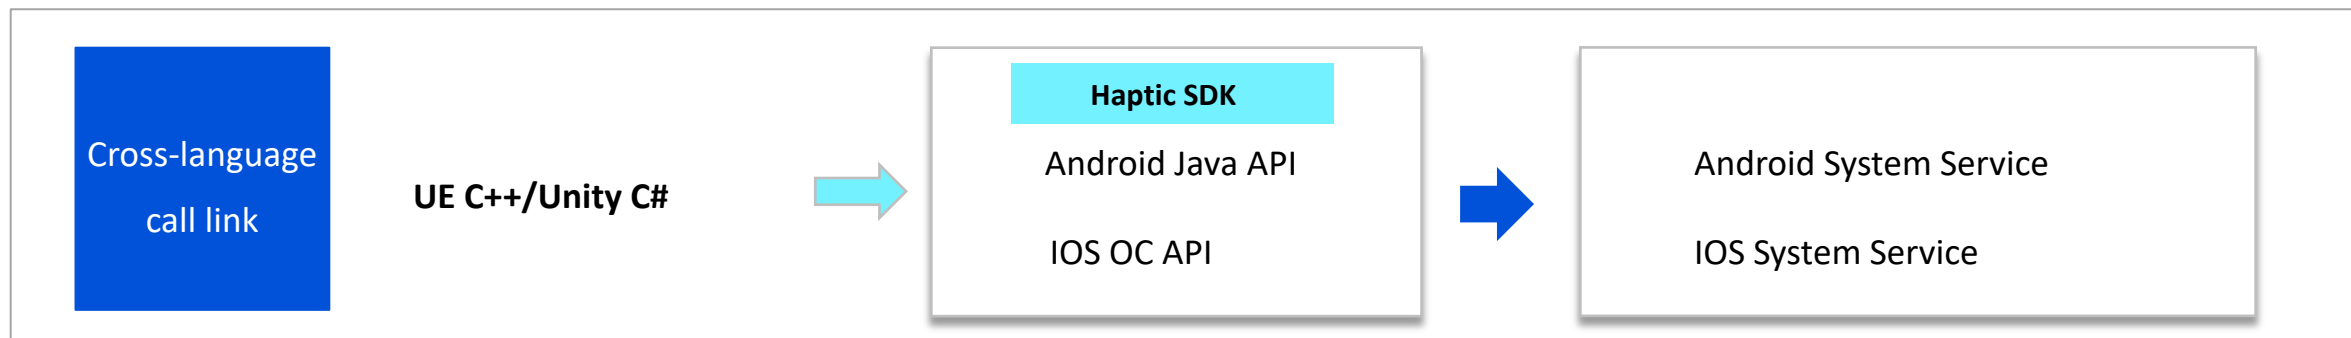 Cross-language
call link
UE C++/Unity C#
Haptic SDK
Android Java API
IOS OC API
Android System Service
IOS System Service